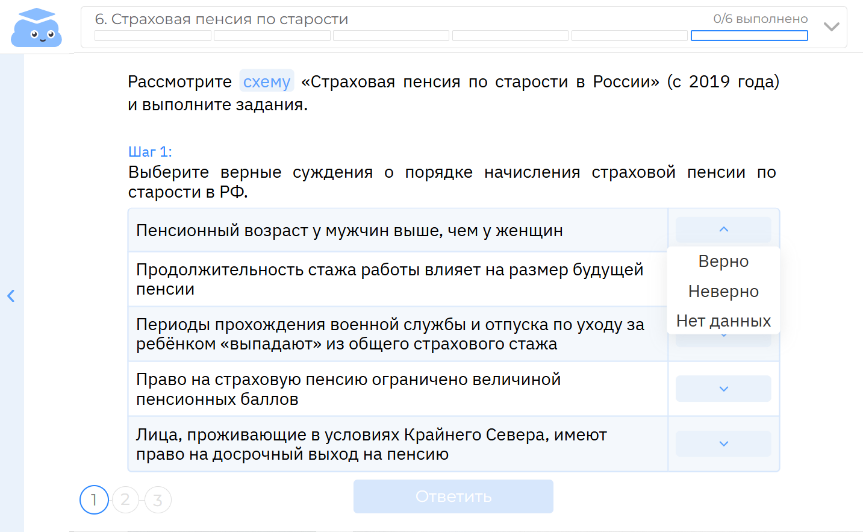 6. Страховая пенсия по старости
0/6 выполнено
Рассмотрите схему «Страховая пенсия по старости в России» (с 2019 года)
и выполните задания.
Шаг 1:
Выберите верные суждения о порядке начисления страховой пенсии по
старости в РФ.
Пенсионный возраст у мужчин выше, чем у женщин
Верно
Неверно
Нет данных
Продолжительность стажа работы влияет на размер будущей
пенсии
Периоды прохождения военной службы и отпуска по уходу за
ребёнком «выпадают» из общего страхового стажа
Право на страховую пенсию ограничено величиной
пенсионных баллов
Лица, проживающие в условиях Крайнего Севера, имеют
право на досрочный выход на пенсию
1 2 3
Ответить